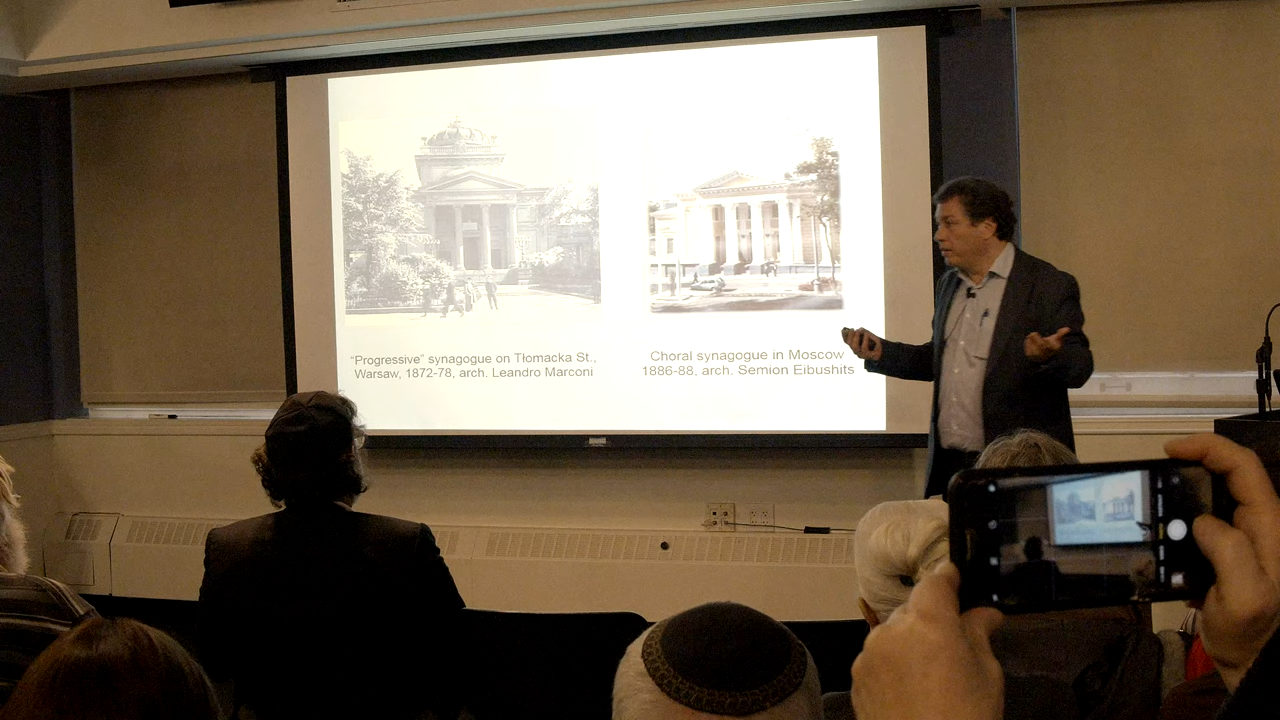 "Progressive" synagogue on Tłomacka St.,
Warsaw, 1872-78, arch. Leandro Marconi
Choral synagogue in Moscow
1886-88, arch. Semion Eibushits